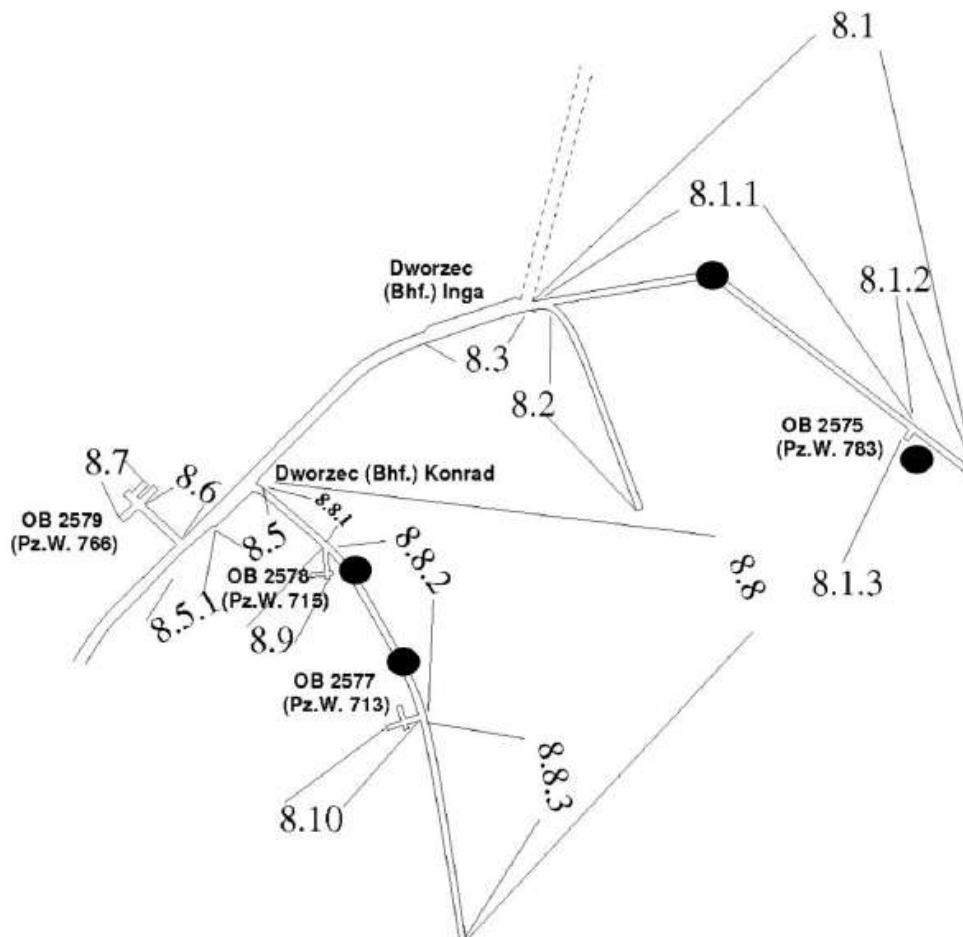 8.1
8.1.1
Dworzec
(Bhf.) Inga
8.1.2
8.3
8.2
OB 2575
(Pz.W. 783)
8.7
8.6
Dworzec (Bhf.) Konrad
8.8.1
OB 2579
(Pz.W. 766)
8.5
8.8.2
8.8
OB 2578
(Pz.W. 715)
8.1.3
8.5.1
8.9
OB 2577
(Pz.W. 713)
8.8.3
8.10